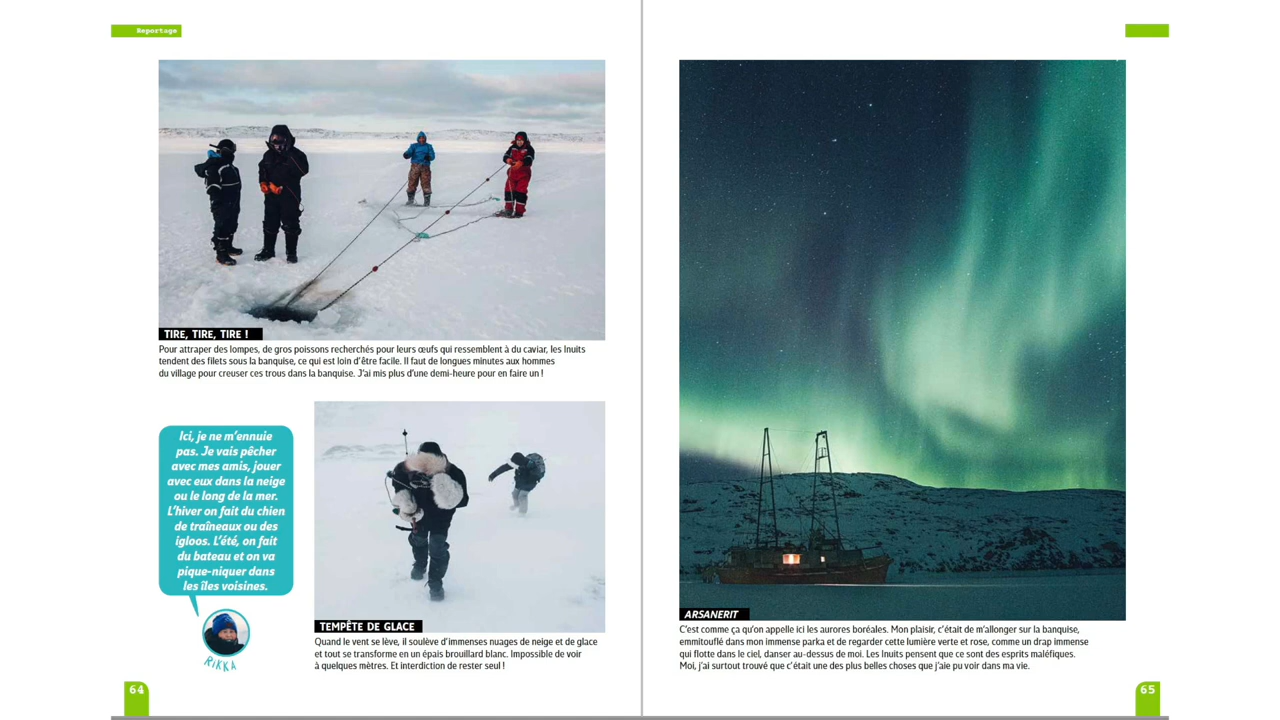 Reportage
TIRE, TIRE, TIRE !
Pour attraper des lompes, de gros poissons recherchés pour leurs œufs qui ressemblent à du caviar, les Inuits
tendent des filets sous la banquise, ce qui est loin d'être facile. Il faut de longues minutes aux hommes
du village pour creuser ces trous dans la banquise. J'ai mis plus d'une demi-heure pour en faire un !
Ici, je ne m'ennuie
pas. Je vais pêcher
avec mes amis, jouer
avec eux dans la neige
ou le long de la mer.
L'hiver on fait du chien
de traîneaux ou des
igloos. L'été, on fait
du bateau et on va
pique-niquer dans
les îles voisines.
RIKKA
TEMPÊTE DE GLACE
Quand le vent se lève, il soulève d'immenses nuages de neige et de glace
et tout se transforme en un épais brouillard blanc. Impossible de voir
à quelques mètres. Et interdiction de rester seul !
64
ARSANERIT
C'est comme ça qu'on appelle ici les aurores boréales. Mon plaisir, c'était de m'allonger sur la banquise,
emmitouflé dans mon immense parka et de regarder cette lumière verte et rose, comme un drap immense
qui flotte dans le ciel, danser au-dessus de moi. Les Inuits pensent que ce sont des esprits maléfiques.
Moi, j'ai surtout trouvé que c'était une des plus belles choses que j'aie pu voir dans ma vie.
65